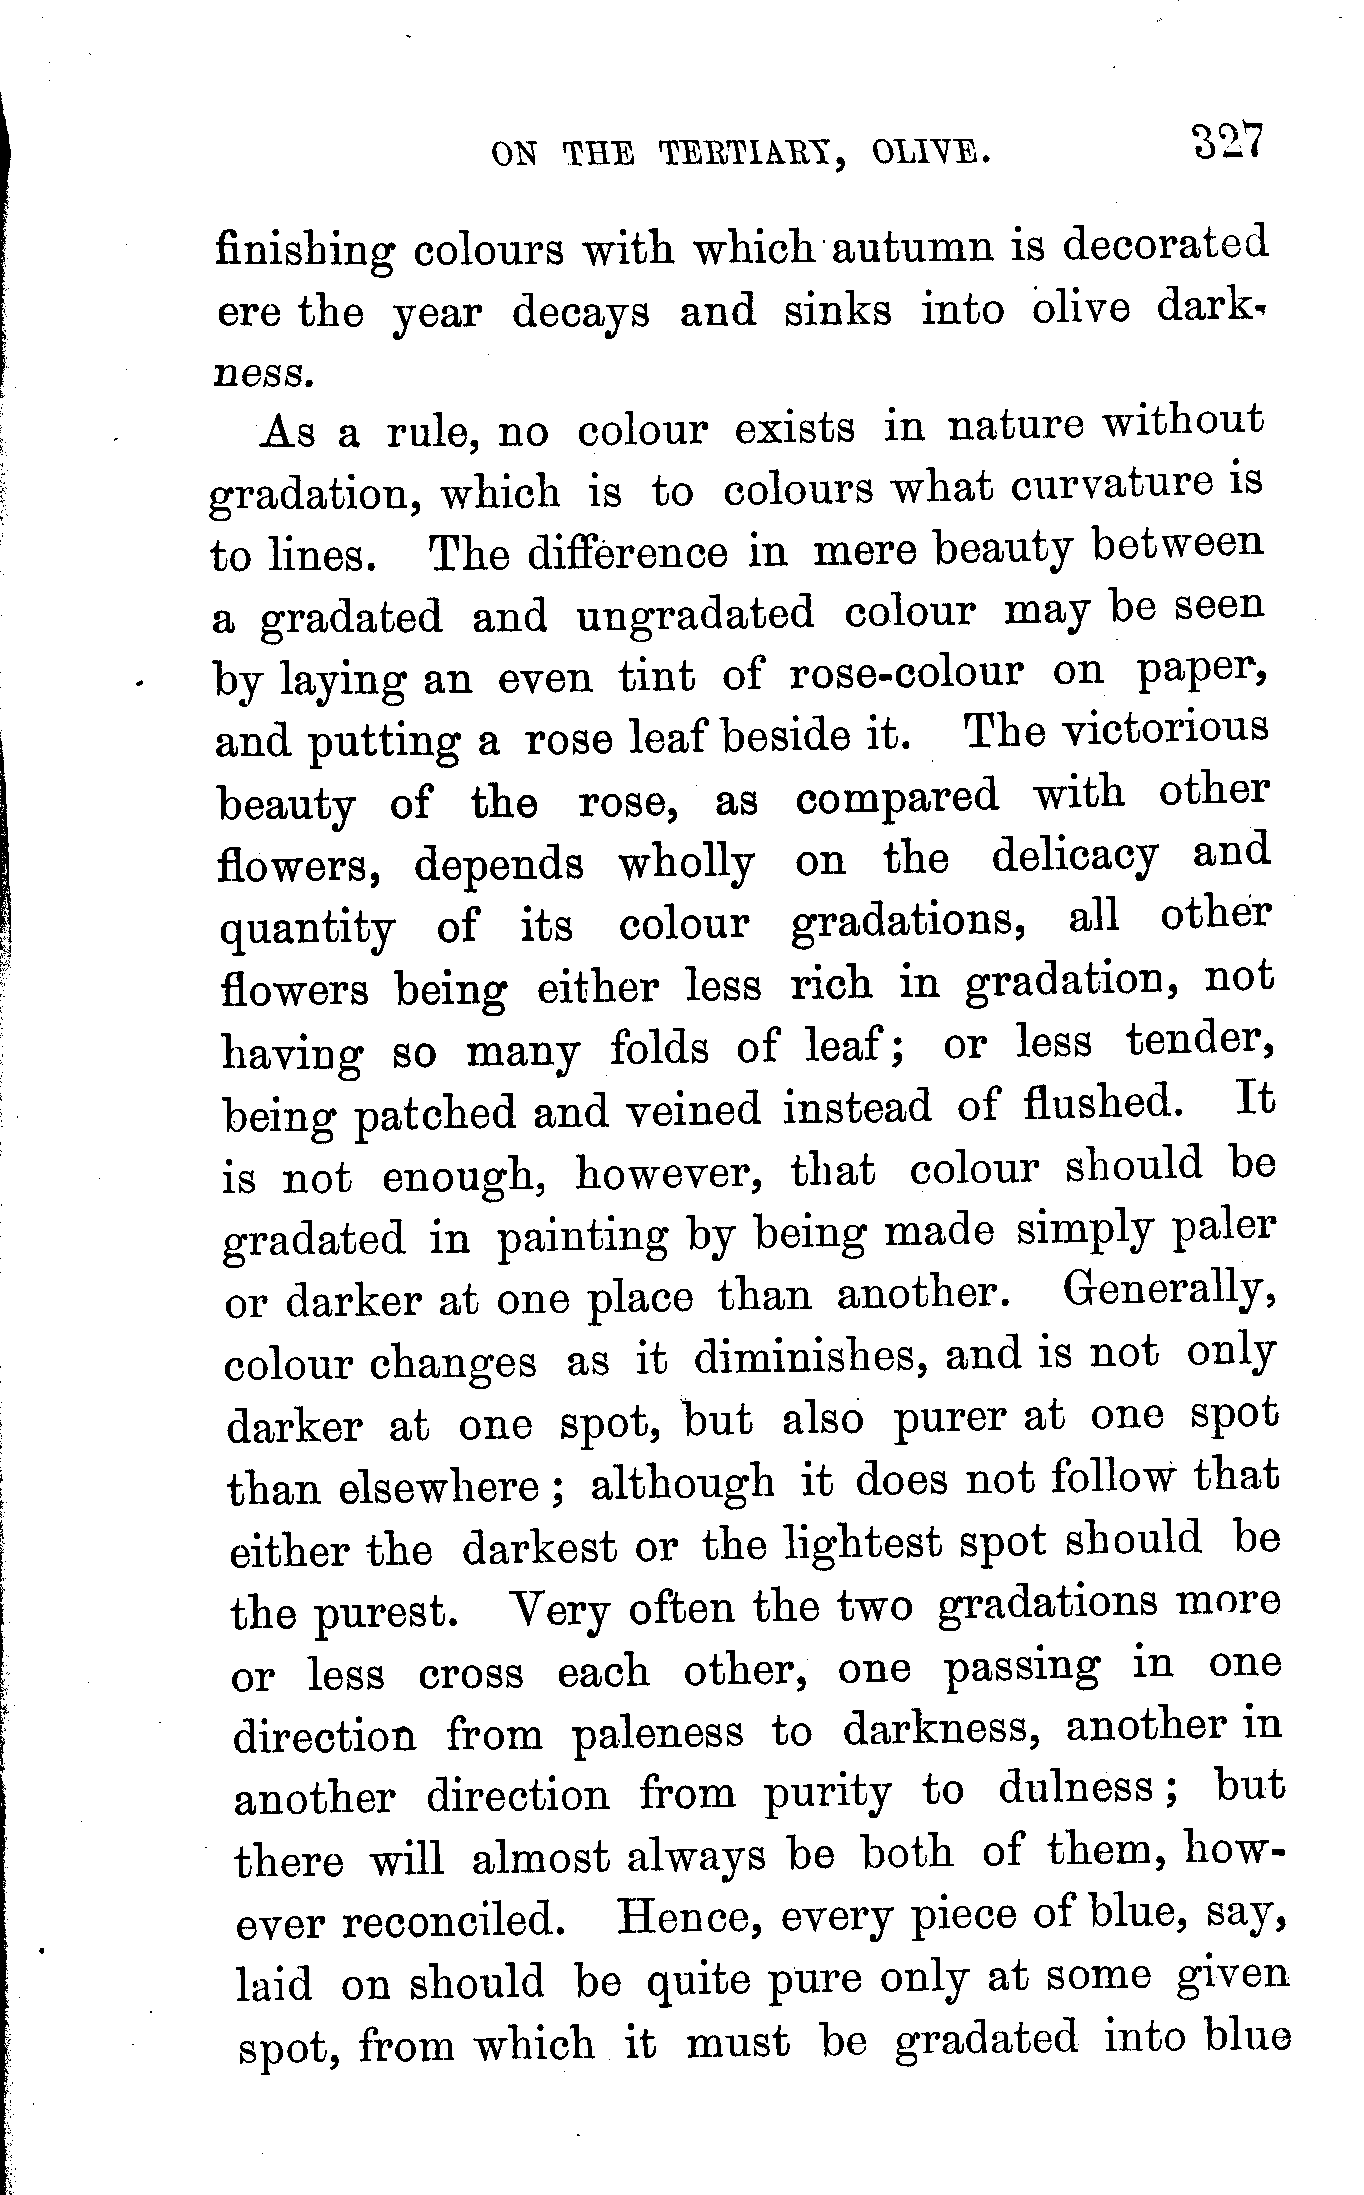 ON THE TERTIARY, OLIVE. 327
finishing colours with which autumn is decorated
ere the year decays and sinks into olive dark-
ness.
As a rule, no colour exists in nature without
gradation, which is to colours what curvature is
to lines. The difference in mere beauty between
a gradated and ungradated colour may be seen
by laying an even tint of rose-colour on paper,
and putting a rose leaf beside it. The victorious
beauty of the rose, as compared with other
flowers, depends wholly on the delicacy and
quantity of its colour gradations, all other
flowers being either less rich in gradation, not
having so many folds of leaf; or less tender,
being patched and veined instead of flushed. It
is not enough, however, that colour should be
gradated in painting by being made simply paler
or darker at one place than another. Generally,
colour changes as it diminishes, and is not only
darker at one spot, but also purer at one spot
than elsewhere; although it does not follow that
either the darkest or the lightest spot should be
the purest. Very often the two gradations more
or less cross each other, one passing in one
direction from paleness to darkness, another in
another direction from purity to dulness; but
there will almost always be both of them, how-
ever reconciled. Hence, every piece of blue, say,
laid on should be quite pure only at some given
spot, from which it must be gradated into blue